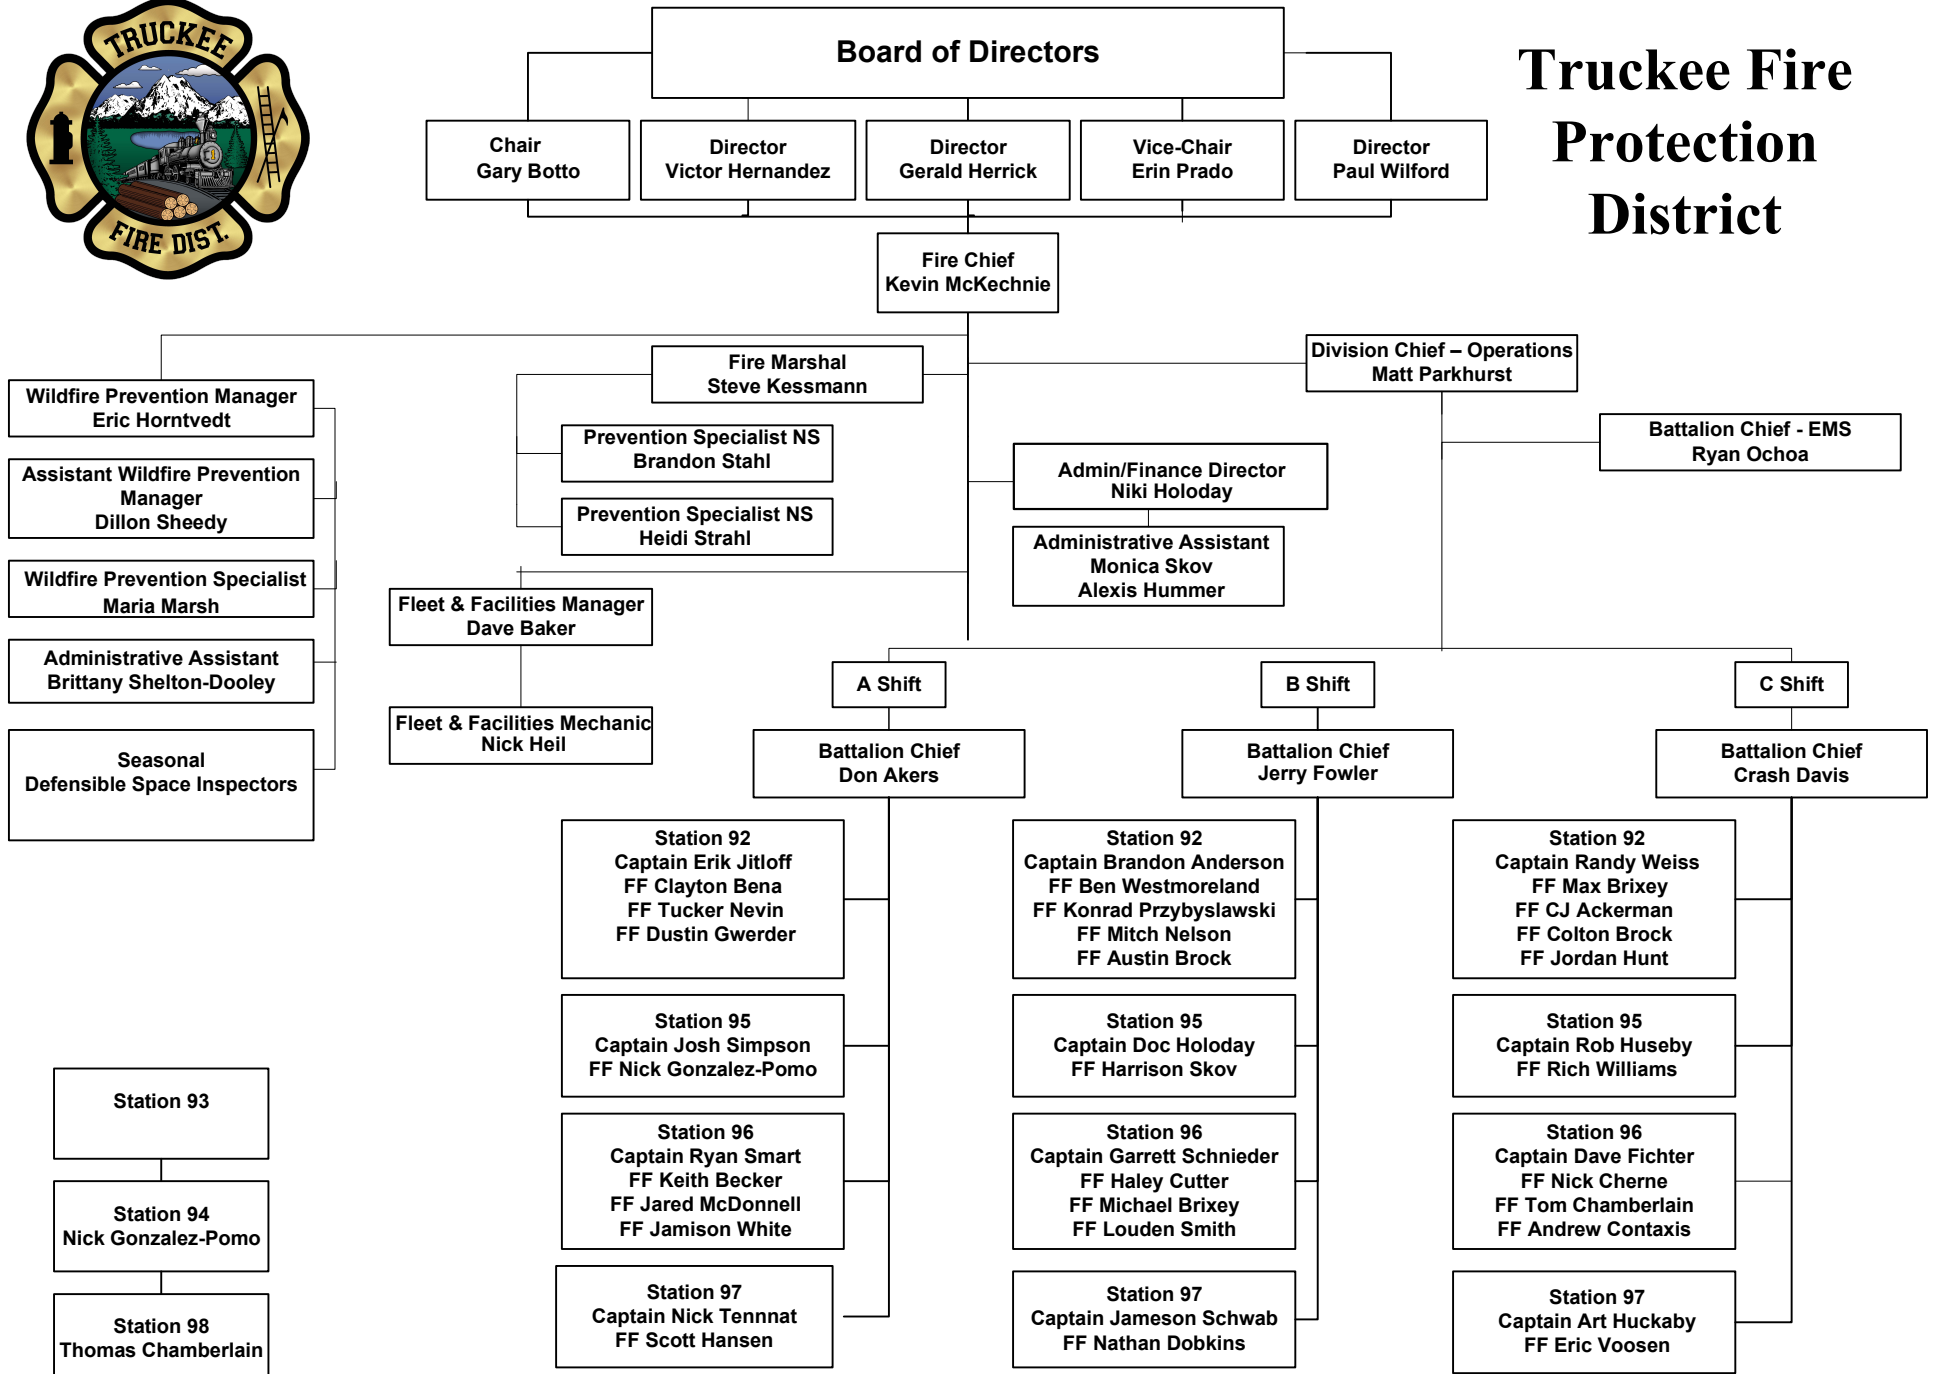 TRUCKEE
FIRE DIST.
1
Truckee Fire
Protection
District
Board of Directors
Chair
Gary Botto
Director
Victor Hernandez
Director
Gerald Herrick
Vice-Chair
Erin Prado
Director
Paul Wilford
Fire Chief
Kevin McKechnie
Wildfire Prevention Manager
Eric Horntvedt
Assistant Wildfire Prevention
Manager
Dillon Sheedy
Wildfire Prevention Specialist
Maria Marsh
Administrative Assistant
Brittany Shelton-Dooley
Seasonal
Defensible Space Inspectors
Fire Marshal
Steve Kessmann
Prevention Specialist NS
Brandon Stahl
Prevention Specialist NS
Heidi Strahl
Fleet & Facilities Manager
Dave Baker
Fleet & Facilities Mechanic
Nick Heil
Admin/Finance Director
Niki Holoday
Administrative Assistant
Monica Skov
Alexis Hummer
Division Chief – Operations
Matt Parkhurst
Battalion Chief - EMS
Ryan Ochoa
A Shift
Battalion Chief
Don Akers
Station 92
Captain Erik Jitloff
FF Clayton Bena
FF Tucker Nevin
FF Dustin Gwerder
Station 95
Captain Josh Simpson
FF Nick Gonzalez-Pomo
Station 96
Captain Ryan Smart
FF Keith Becker
FF Jared McDonnell
FF Jamison White
Station 97
Captain Nick Tennnat
FF Scott Hansen
B Shift
Battalion Chief
Jerry Fowler
Station 92
Captain Brandon Anderson
FF Ben Westmoreland
FF Konrad Przybyslawski
FF Mitch Nelson
FF Austin Brock
Station 95
Captain Doc Holoday
FF Harrison Skov
Station 96
Captain Garrett Schnieder
FF Haley Cutter
FF Michael Brixey
FF Louden Smith
Station 97
Captain Jameson Schwab
FF Nathan Dobkins
C Shift
Battalion Chief
Crash Davis
Station 92
Captain Randy Weiss
FF Max Brixey
FF CJ Ackerman
FF Colton Brock
FF Jordan Hunt
Station 95
Captain Rob Huseby
FF Rich Williams
Station 96
Captain Dave Fichter
FF Nick Cherne
FF Tom Chamberlain
FF Andrew Contaxis
Station 97
Captain Art Huckaby
FF Eric Voosen
Station 93
Station 94
Nick Gonzalez-Pomo
Station 98
Thomas Chamberlain